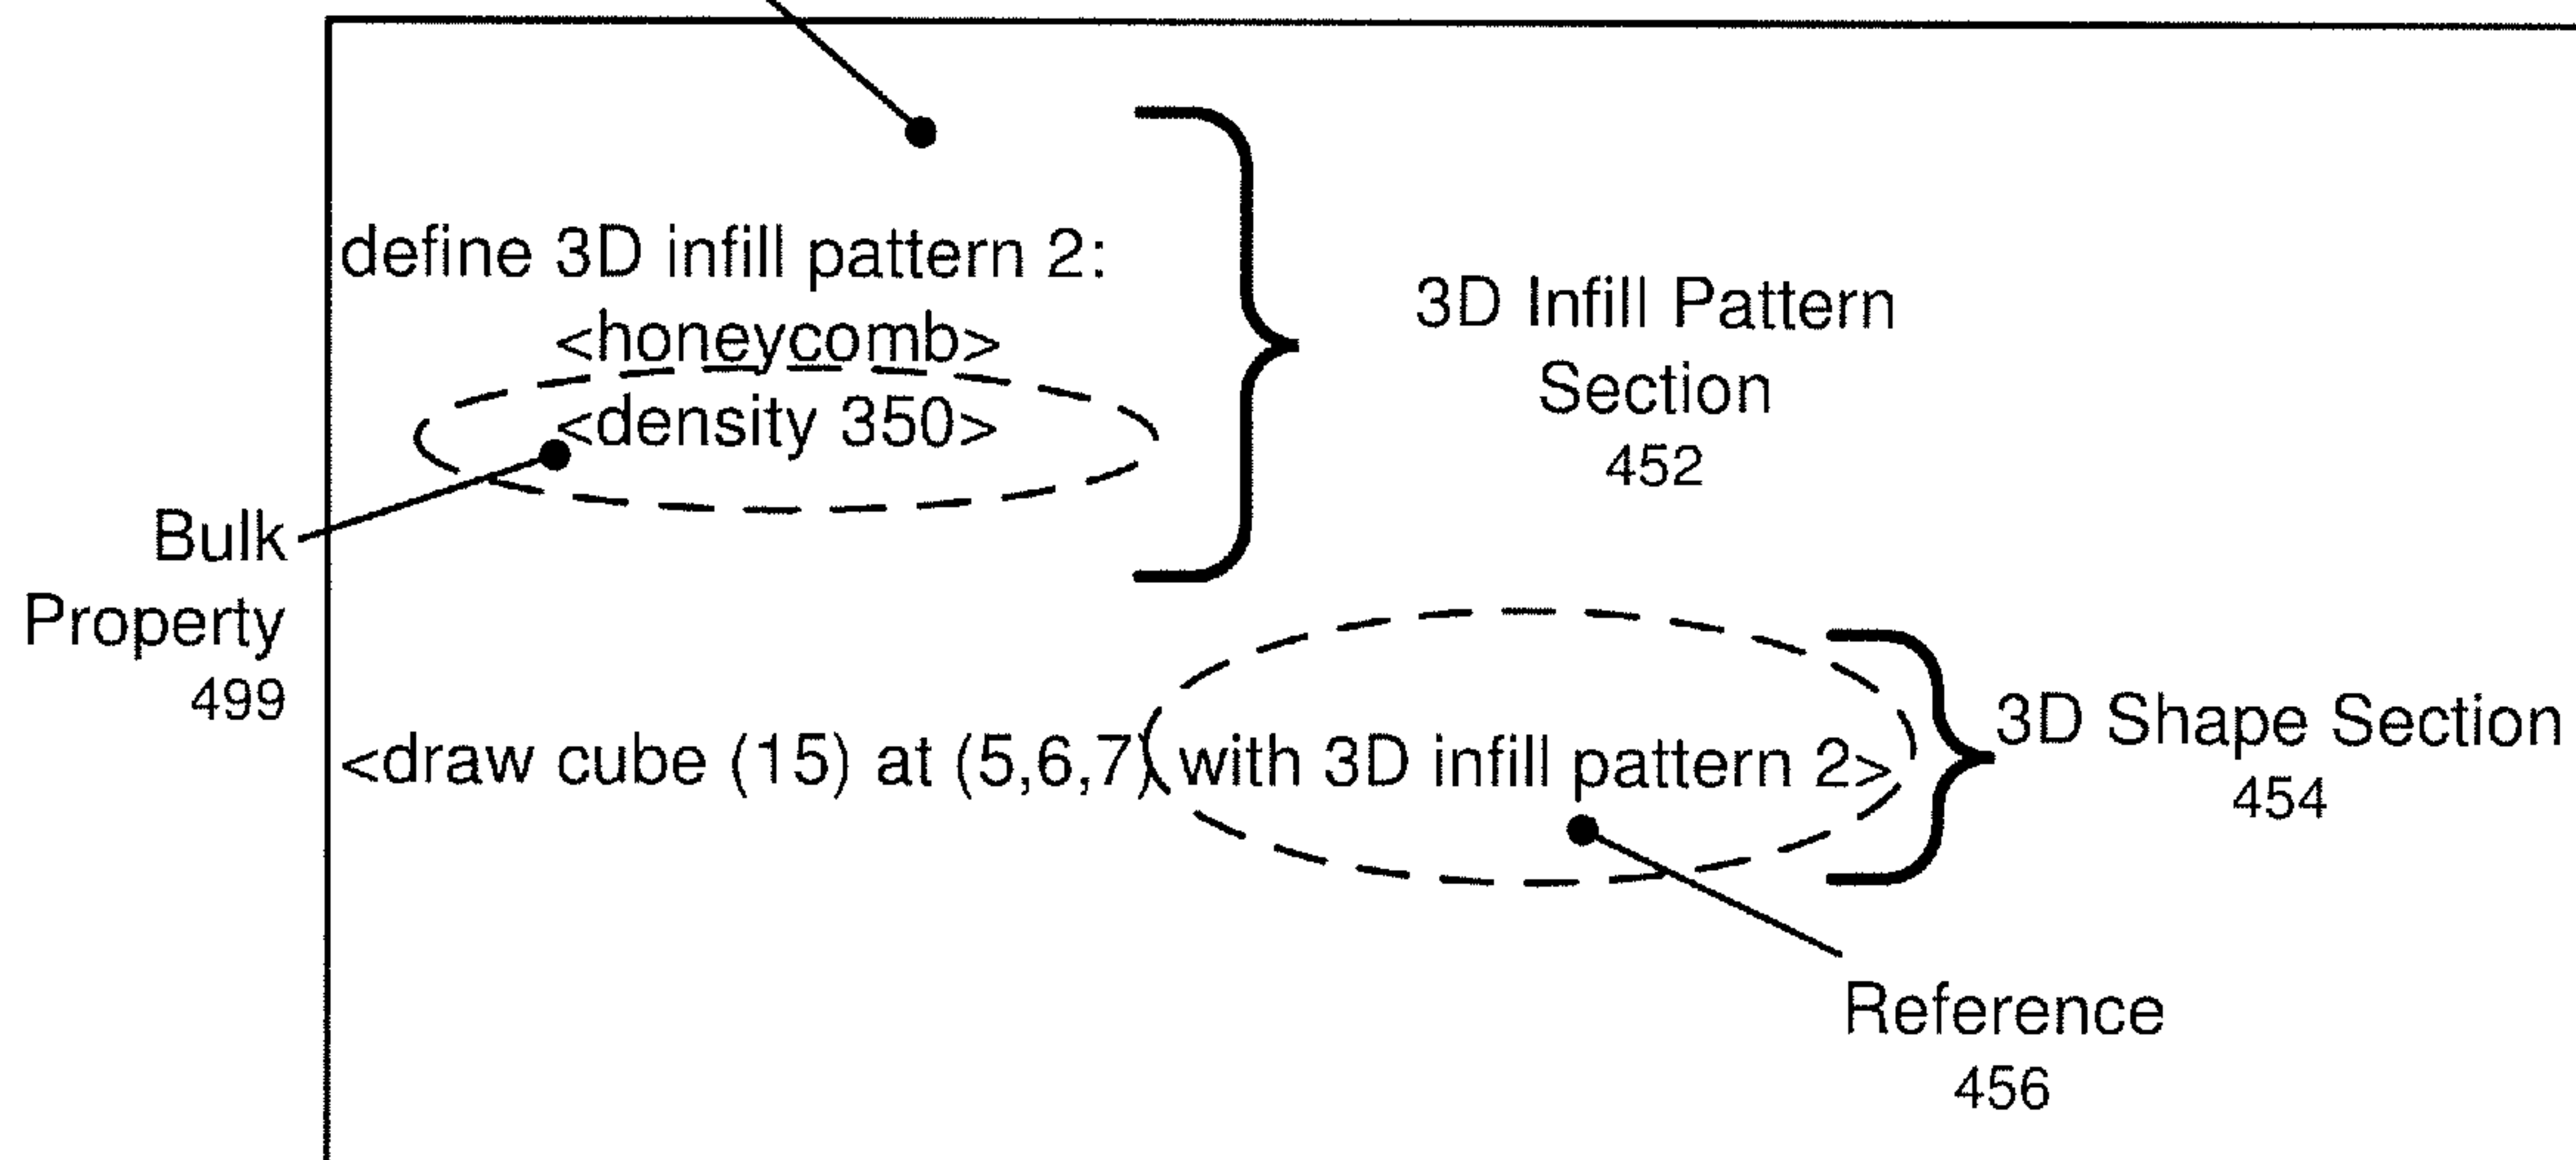 define 3D infill pattern 2:
<honeycomb>
<density 350>
3D Infill Pattern
Section
452
Bulk
Property
499
<draw cube (15) at (5,6,7) with 3D infill pattern 2>
3D Shape Section
454
Reference
456